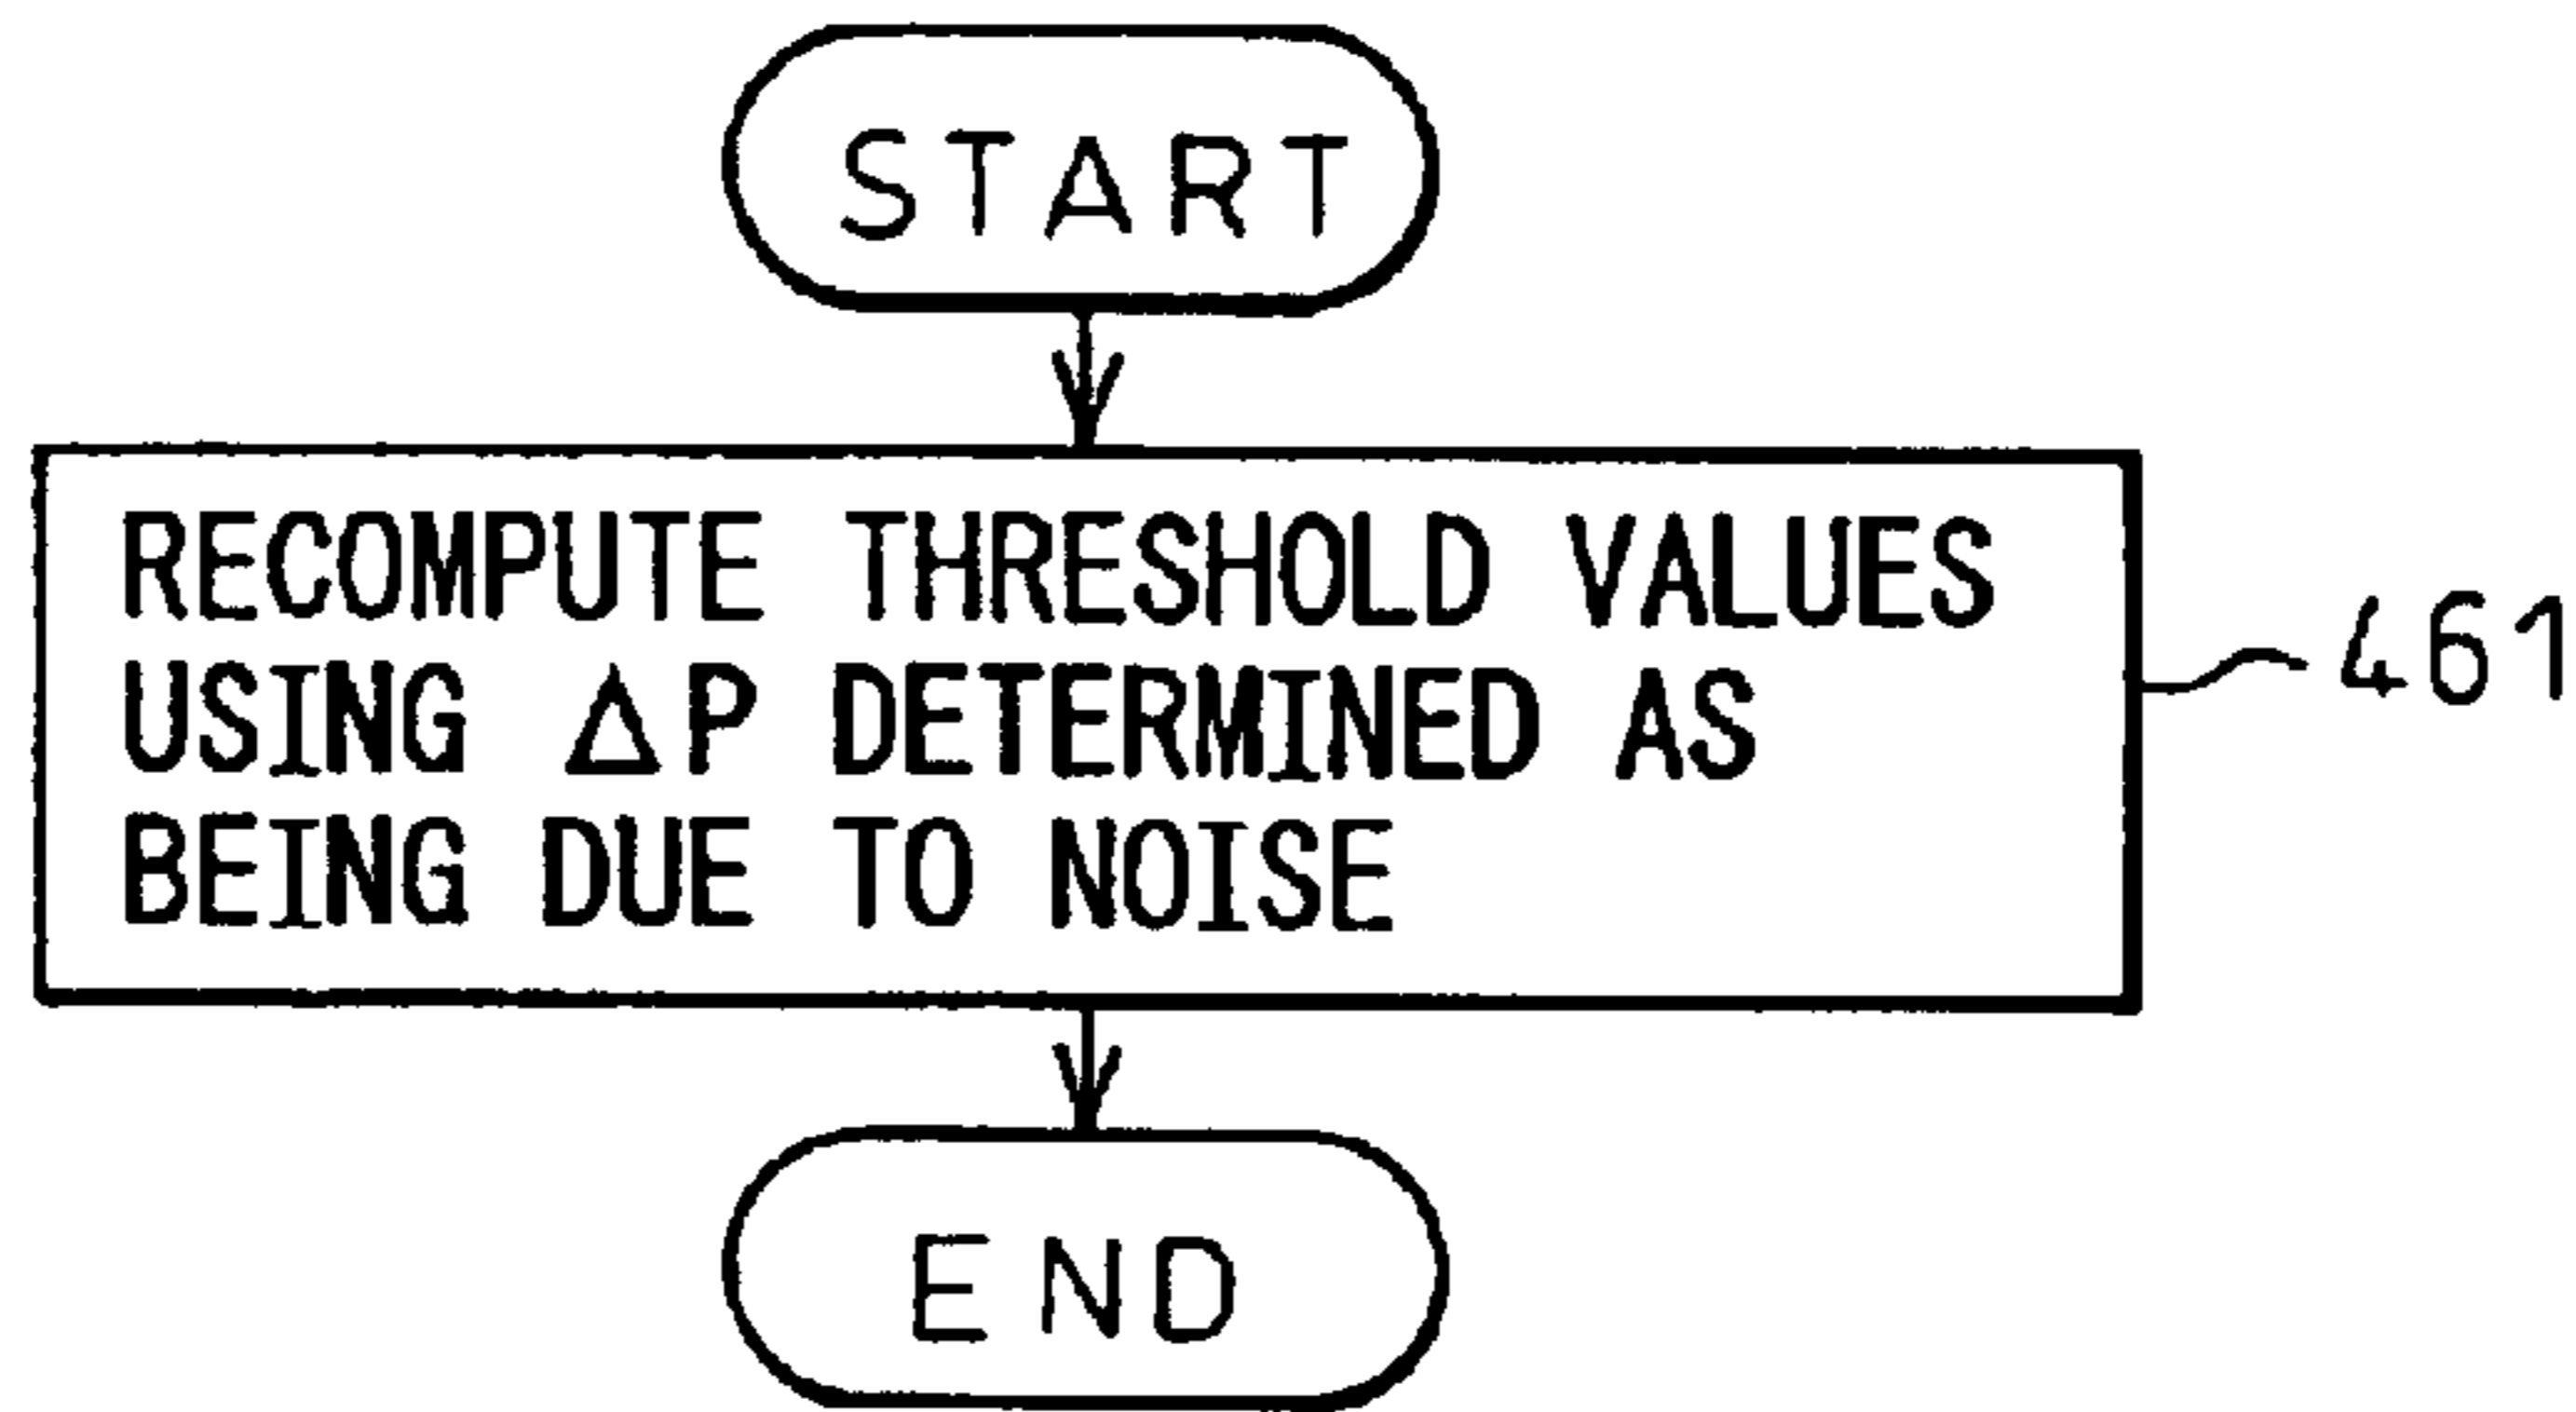 START
RECOMPUTE THRESHOLD VALUES
USING ΔP DETERMINED AS
BEING DUE TO NOISE
461
END